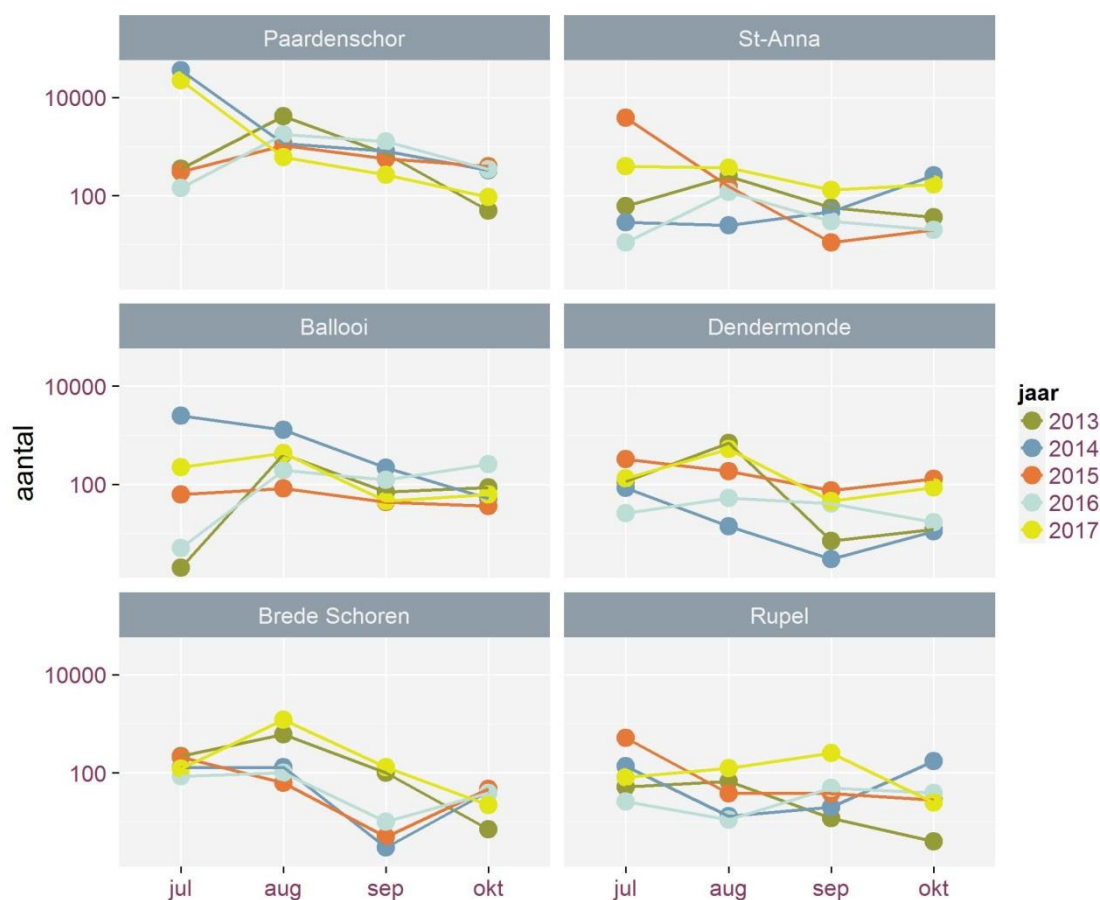 Paardenschor
St-Anna
10000
100
Ballooi
Dendermonde
10000
100
aantal
jaar
2013
2014
2015
2016
2017
Brede Schoren
Rupel
10000
100
jul aug sep okt
jul aug sep okt